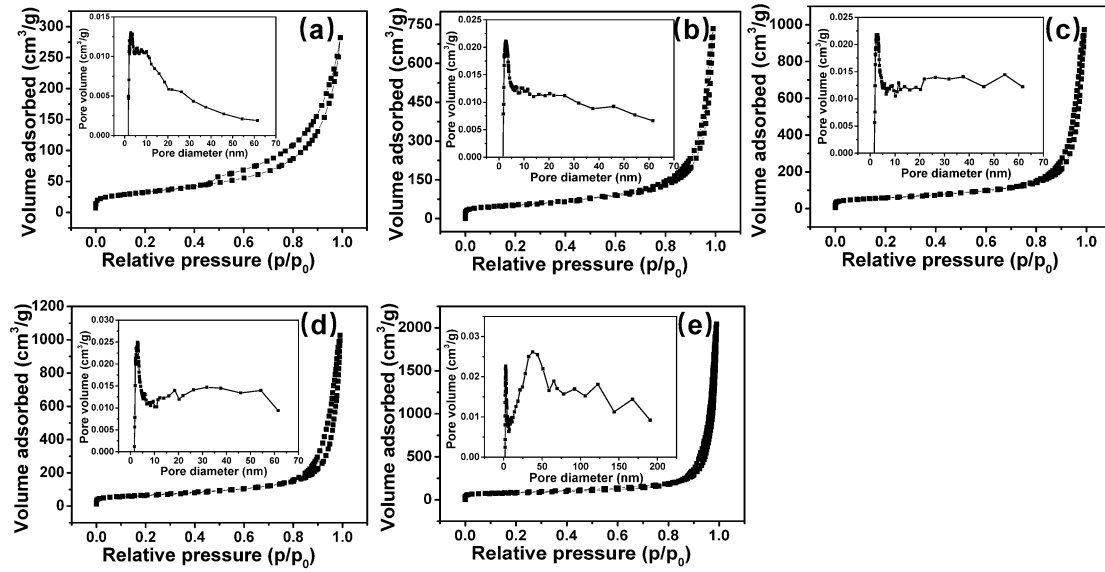 (a)
Volume adsorbed (cm³/g)
300
250
200
150
100
50
0
0.0 0.2 0.4 0.6 0.8 1.0
Relative pressure (p/p₀)
Pore volume (cm³/g)
0.015
0.010
0.005
0.000
0 10 20 30 40 50 60 70
Pore diameter (nm)
(b)
Volume adsorbed (cm³/g)
750
600
450
300
150
0
0.0 0.2 0.4 0.6 0.8 1.0
Relative pressure (p/p₀)
Pore volume (cm³/g)
0.025
0.020
0.015
0.010
0.005
0.000
0 10 20 30 40 50 60 70
Pore diameter (nm)
(c)
Volume adsorbed (cm³/g)
1000
800
600
400
200
0
0.0 0.2 0.4 0.6 0.8 1.0
Relative pressure (p/p₀)
Pore volume (cm³/g)
0.025
0.020
0.015
0.010
0.005
0.000
0 10 20 30 40 50 60 70
Pore diameter (nm)
(d)
Volume adsorbed (cm³/g)
1200
1000
800
600
400
200
0
0.0 0.2 0.4 0.6 0.8 1.0
Relative pressure (p/p₀)
Pore volume (cm³/g)
0.030
0.025
0.020
0.015
0.010
0.005
0.000
0 10 20 30 40 50 60 70
Pore diameter (nm)
(e)
Volume adsorbed (cm³/g)
2000
1500
1000
500
0
0.0 0.2 0.4 0.6 0.8 1.0
Relative pressure (p/p₀)
Pore volume (cm³/g)
0.03
0.02
0.01
0.00
0 50 100 150 200
Pore diameter (nm)